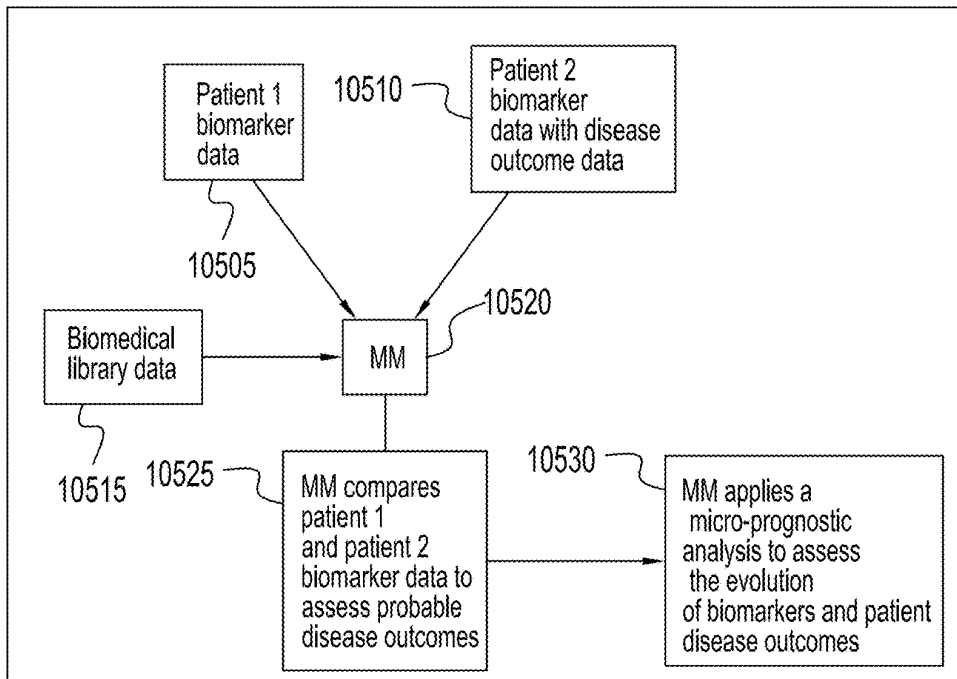 Patient 1
biomarker
data
10505
10510
Patient 2
biomarker
data with disease
outcome data
10520
MM
Biomedical
library data
10515
10525
MM compares
patient 1
and patient 2
biomarker data to
assess probable
disease outcomes
10530
MM applies a
micro-prognostic
analysis to assess
the evolution
of biomarkers and patient
disease outcomes